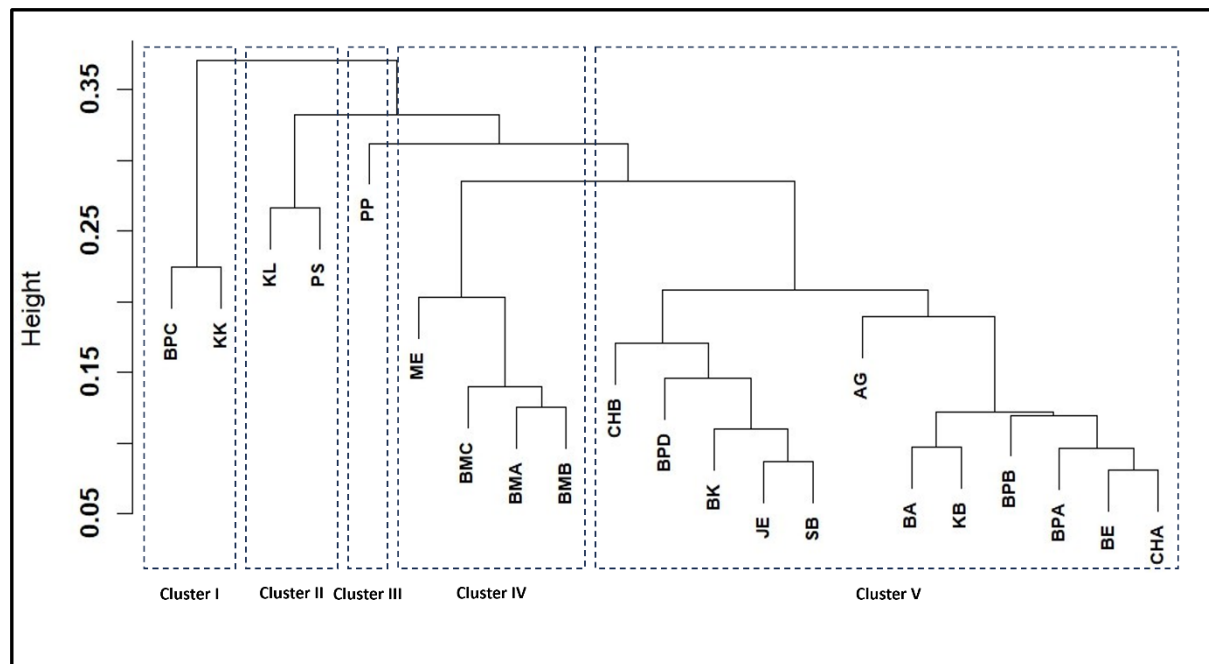 Height
0.35
0.25
0.15
0.05
BPC
KK
KL
PS
PP
ME
BMC
BMA
BMB
CHB
BPD
BK
JE
SB
AG
BA
KB
BPB
BPA
BE
CHA
Cluster I
Cluster II
Cluster III
Cluster IV
Cluster V